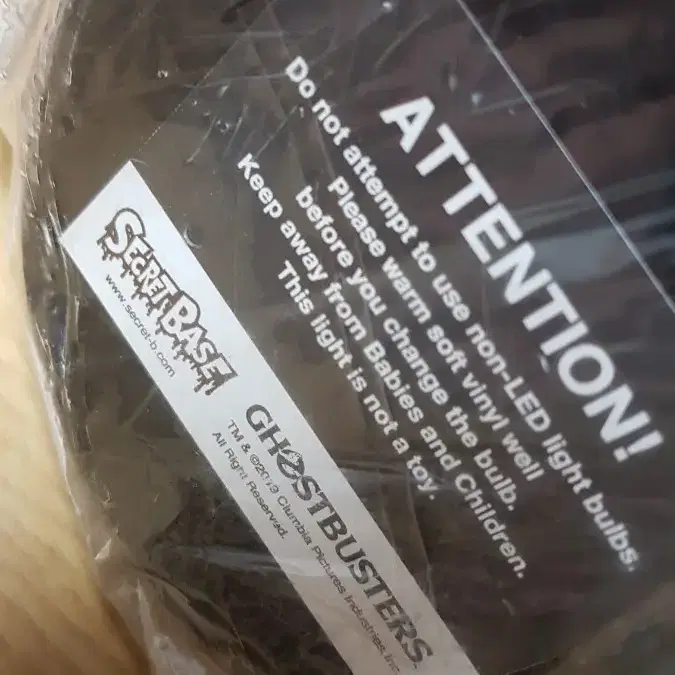 ATTENTION!
Do not attempt to use non-LED light bulbs.
Please warm soft vinyl well
before you change the bulb.
Keep away from Babies and Children.
This light is not a toy.
SECRET BASE
www.secret-b.com
GHOSTBUSTERS
TM & ©2019 Clumbila Pictures Industries, Inc
All Right Reserved.